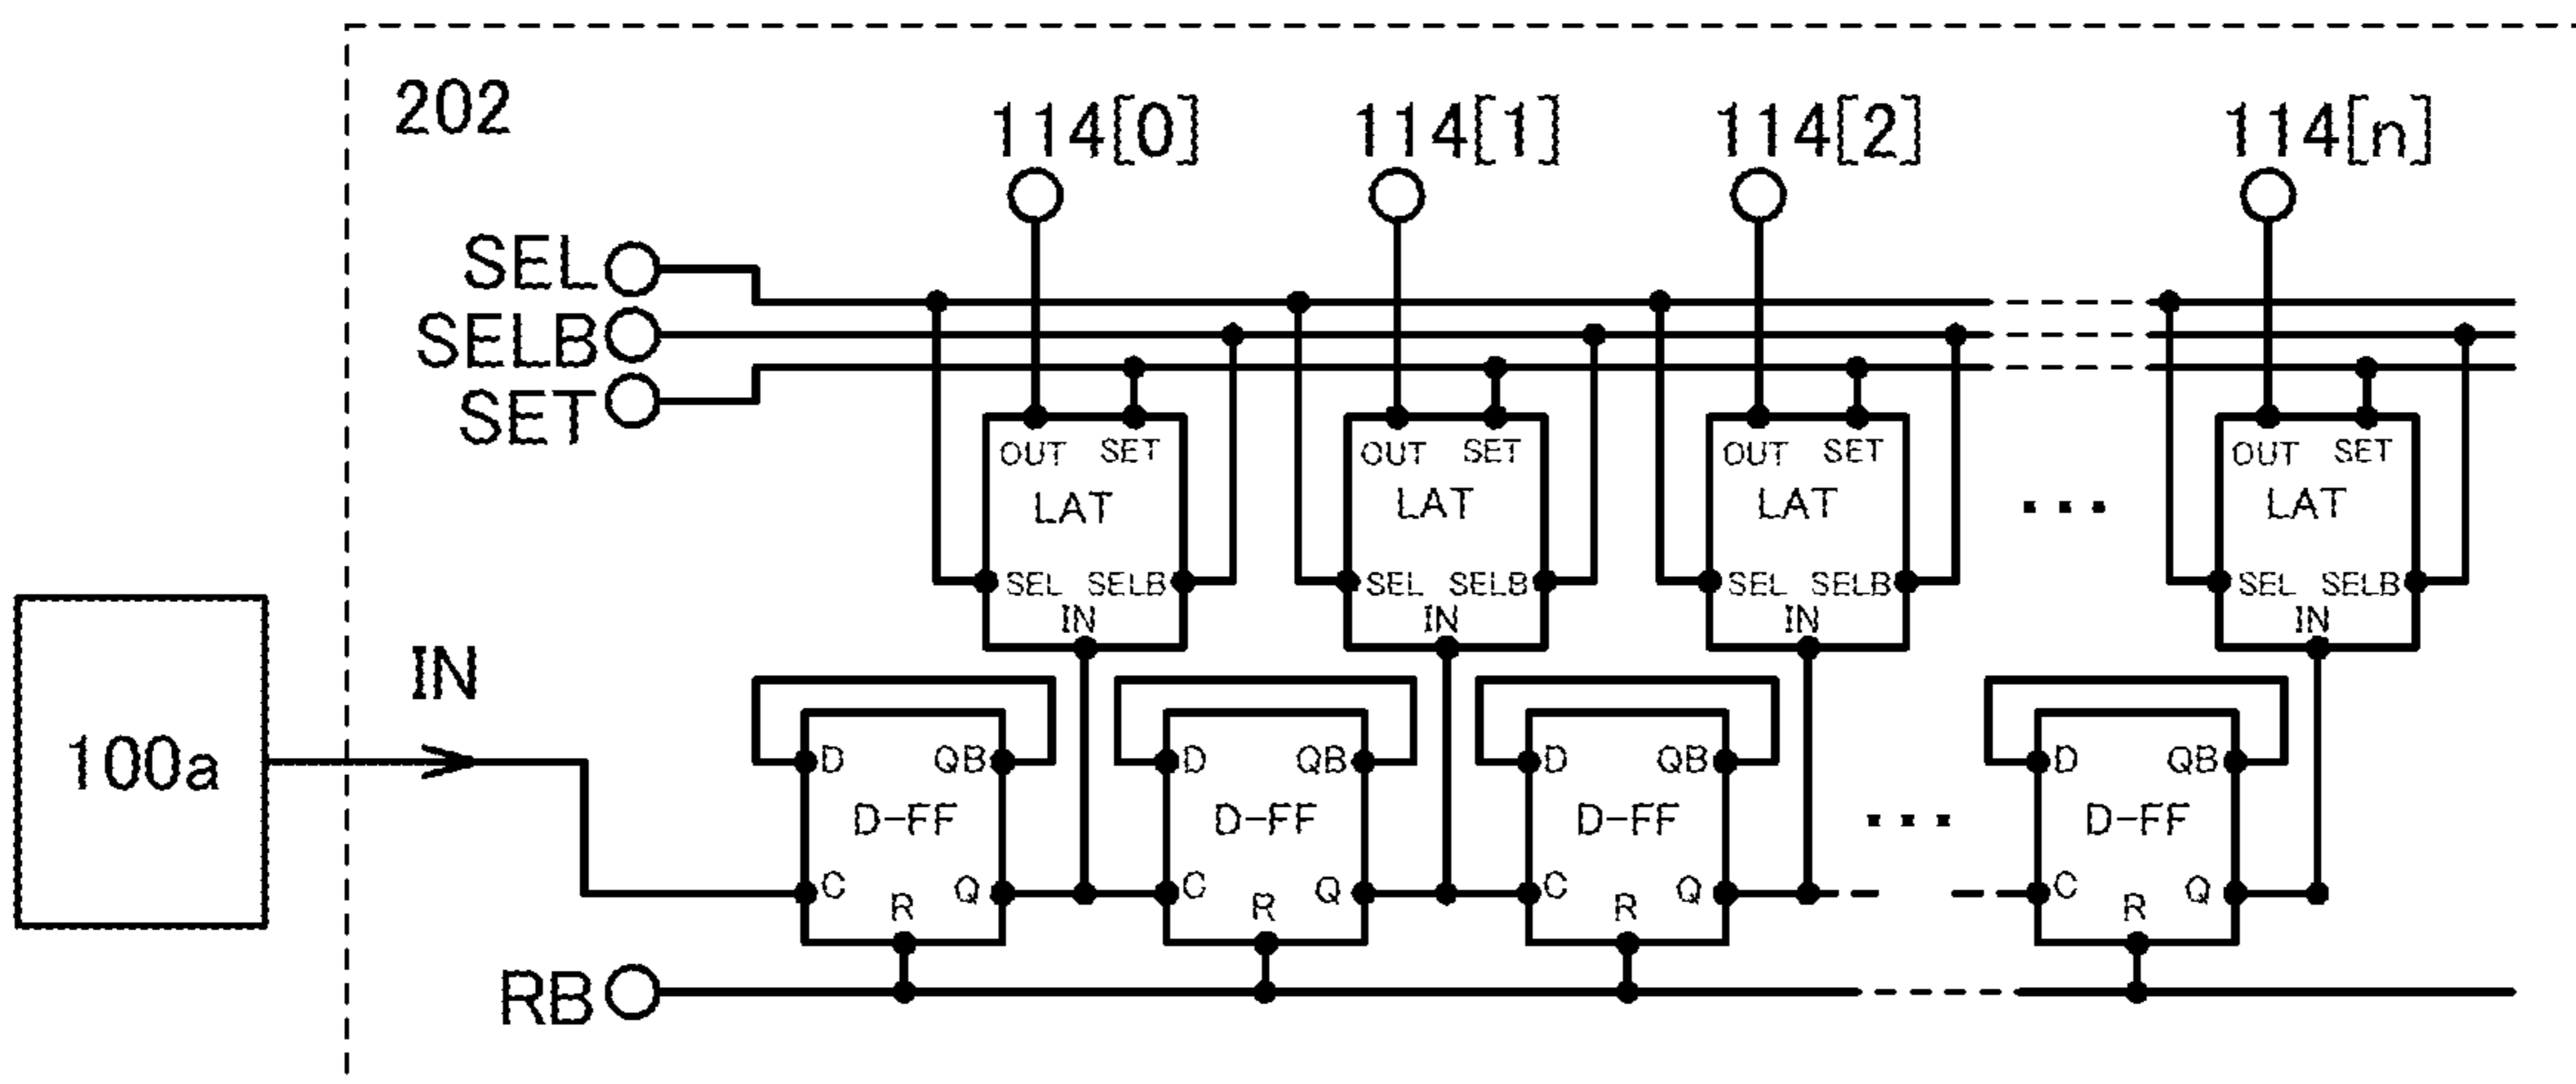 202
114[0] 114[1] 114[2] 114[n]
SEL
SELB
SET
OUT SET OUT SET OUT SET OUT SET
LAT LAT LAT ... LAT
SEL SELB SEL SELB SEL SELB SEL SELB
IN IN IN IN
IN
100a
D QB D QB D QB D QB
D-FF D-FF D-FF ... D-FF
C Q C Q C Q C Q
R R R R
RB